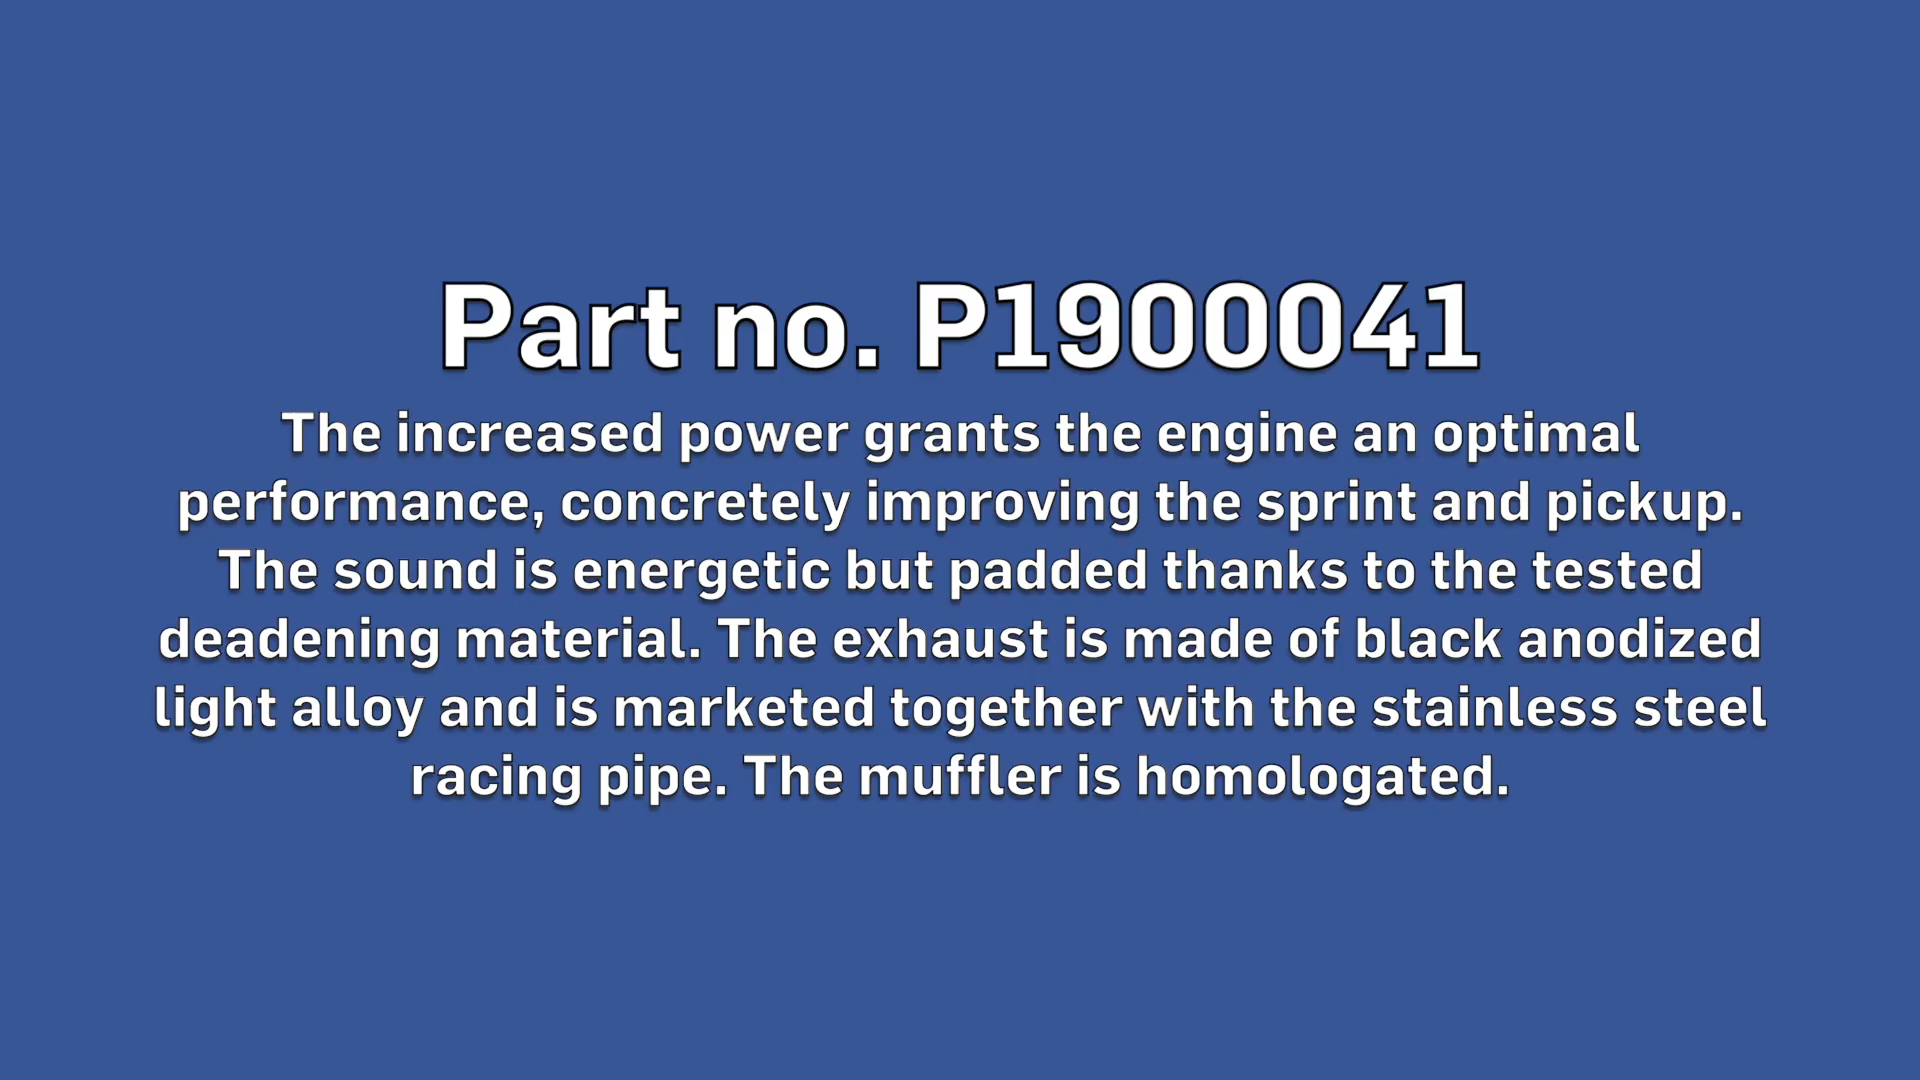 Part no. P1900041
The increased power grants the engine an optimal
performance, concretely improving the sprint and pickup.
The sound is energetic but padded thanks to the tested
deadening material. The exhaust is made of black anodized
light alloy and is marketed together with the stainless steel
racing pipe. The muffler is homologated.